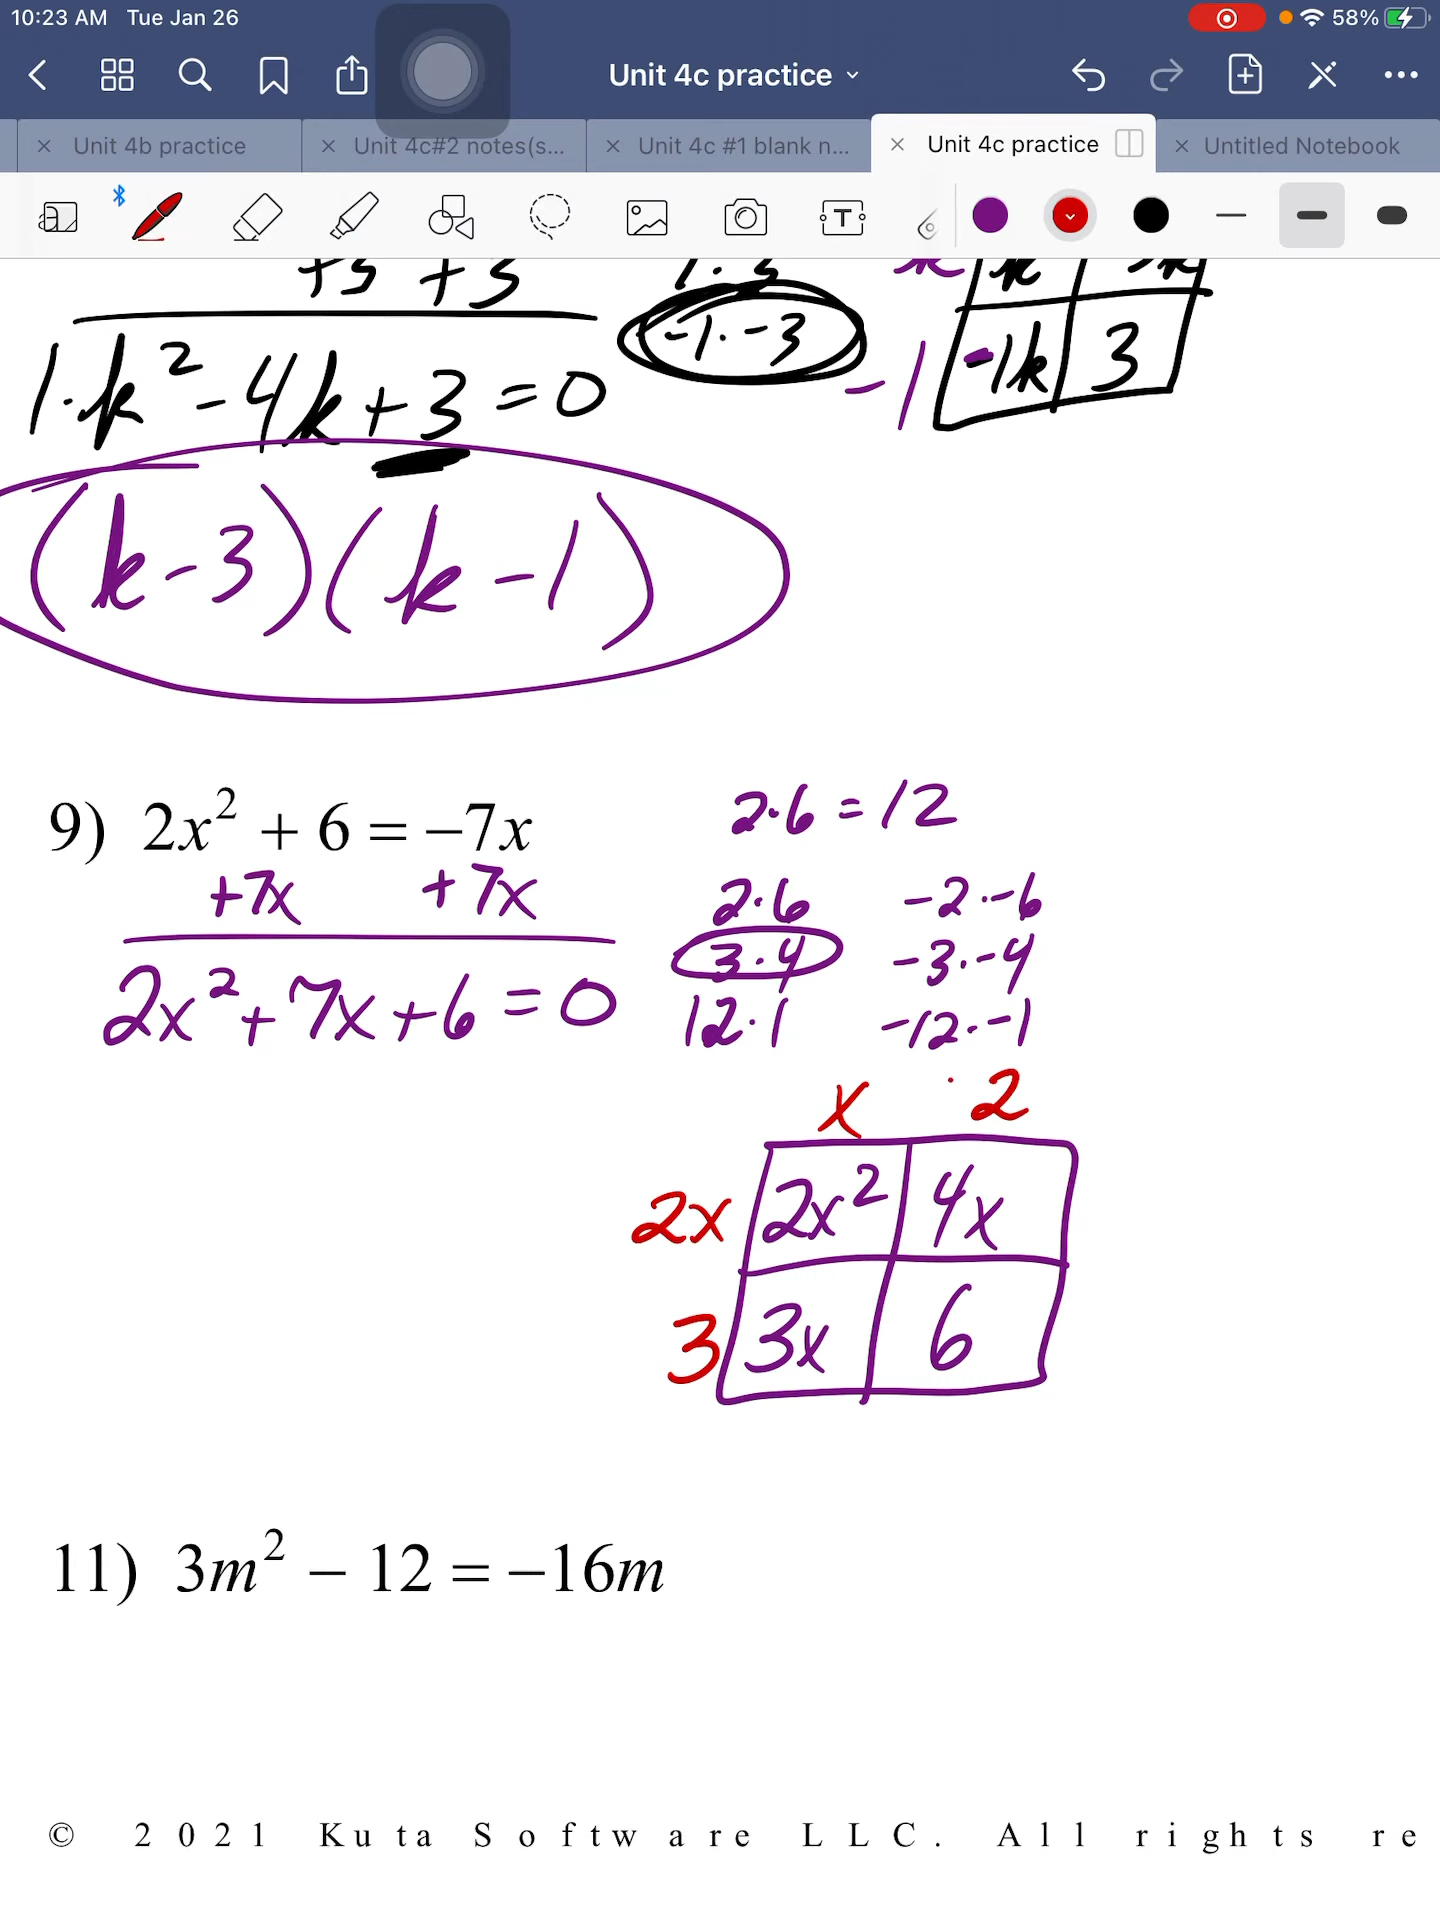 10:23 AM Tue Jan 26 58%
Unit 4c practice
Unit 4b practice Unit 4c#2 notes(s... Unit 4c #1 blank n... Unit 4c practice Untitled Notebook
+3 +3
1·k² - 4k + 3 = 0
-1·-3
-1 -1k 3
(k-3)(k-1)
9) 2x² + 6 = −7x
+7x +7x
2x² + 7x + 6 = 0
2·6 = 12
2·6 -2·-6
3·4 -3·-4
12·1 -12·-1
x 2
2x 2x² 4x
3 3x 6
11) 3m² − 12 = −16m
© 2021 Kuta Software LLC. All rights re